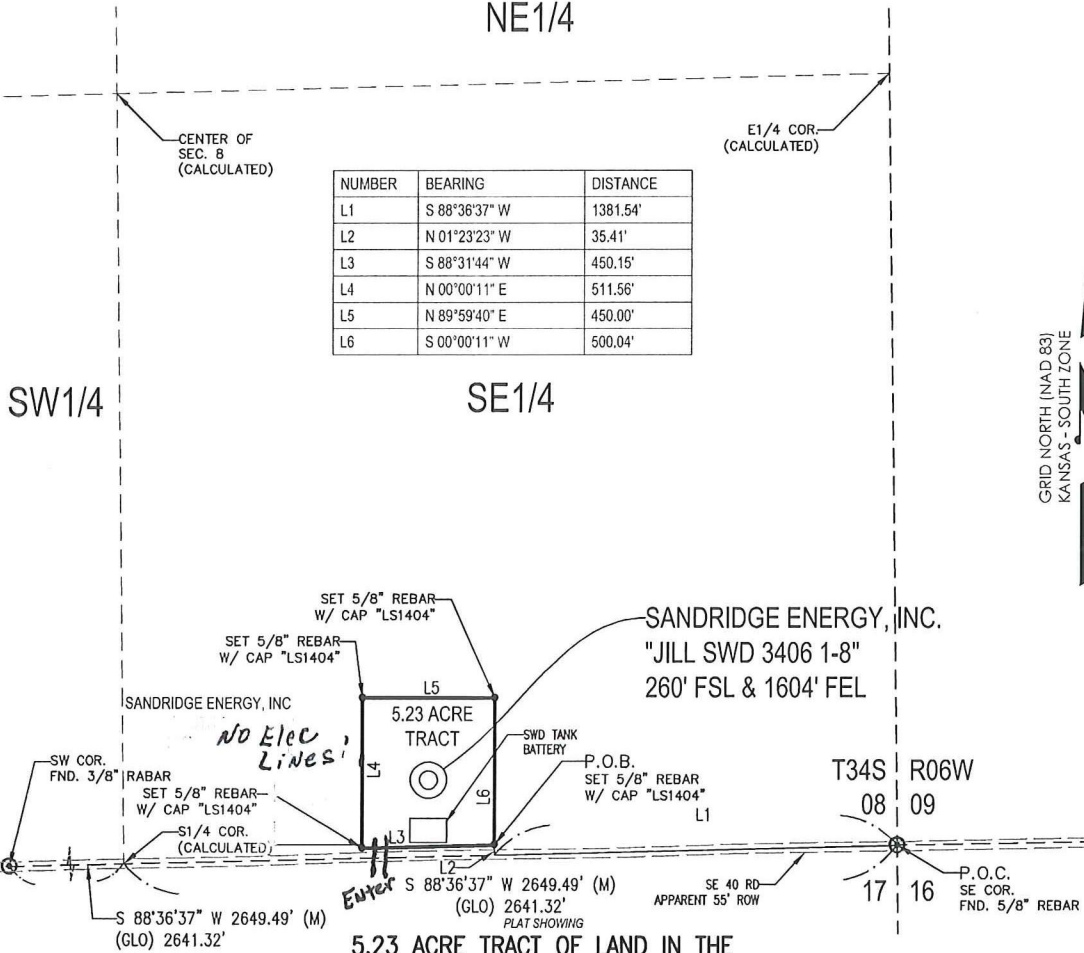 NE1/4
CENTER OF
SEC. 8
(CALCULATED)
E1/4 COR.
(CALCULATED)
NUMBER BEARING DISTANCE
L1 S 88°36'37" W 1381.54'
L2 N 01°23'23" W 35.41'
L3 S 88°31'44" W 450.15'
L4 N 00°00'11" E 511.56'
L5 N 89°59'40" E 450.00'
L6 S 00°00'11" W 500.04'
GRID NORTH (NAD 83)
KANSAS - SOUTH ZONE
SW1/4
SE1/4
SET 5/8" REBAR
W/ CAP "LS1404"
SET 5/8" REBAR
W/ CAP "LS1404"
SANDRIDGE ENERGY, INC.
"JILL SWD 3406 1-8"
260' FSL & 1604' FEL
SANDRIDGE ENERGY, INC
L5
5.23 ACRE
TRACT
NO Elec
Lines
L4
L6
SWD TANK
BATTERY
P.O.B.
SET 5/8" REBAR
W/ CAP "LS1404"
L1
SW COR.
FND. 3/8" RABAR
SET 5/8" REBAR
W/ CAP "LS1404"
S1/4 COR.
(CALCULATED)
L3
L2
T34S R06W
08 09
17 16
P.O.C.
SE COR.
FND. 5/8" REBAR
SE 40 RD
APPARENT 55' ROW
Enter
S 88°36'37" W 2649.49' (M)
(GLO) 2641.32'
S 88°36'37" W 2649.49' (M)
(GLO) 2641.32'
PLAT SHOWING
5.23 ACRE TRACT OF LAND IN THE